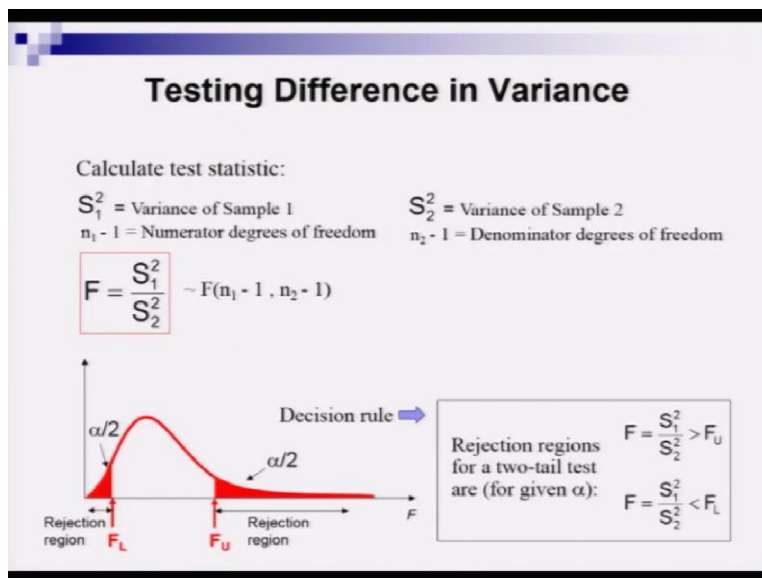 Testing Difference in Variance
Calculate test statistic:
S₁² = Variance of Sample 1
n₁ - 1 = Numerator degrees of freedom
S₂² = Variance of Sample 2
n₂ - 1 = Denominator degrees of freedom
F = S₁² / S₂² ~ F(n₁ - 1 , n₂ - 1)
Decision rule
α/2
α/2
Rejection
region
F_L
F_U
Rejection
region
F
Rejection regions
for a two-tail test
are (for given α):
F = S₁² / S₂² > F_U
F = S₁² / S₂² < F_L